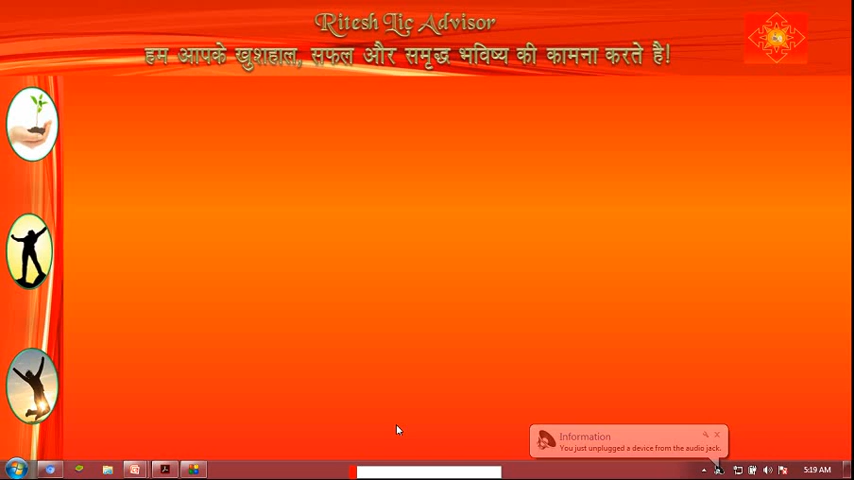 Ritesh Lic Advisor
हम आपके खुशहाल, सफल और समृद्ध भविष्य की कामना करते है!
Information
You just unplugged a device from the audio jack.
5:19 AM